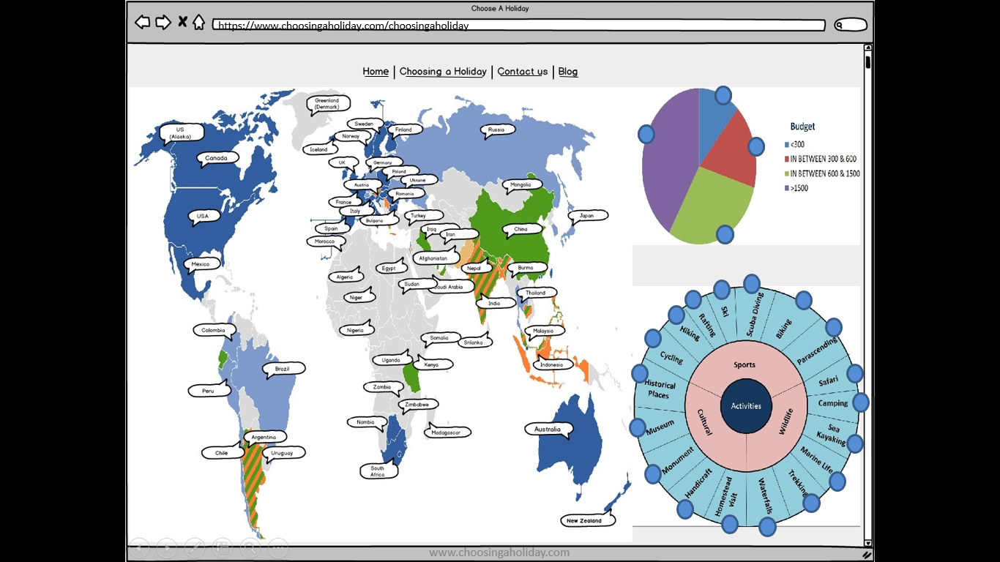 Choose A Holiday
https://www.choosingaholiday.com/choosingaholiday
Home | Choosing a Holiday | Contact us | Blog
Greenland
(Denmark)
US
(Alaska)
Canada
USA
Mexico
Iceland
Norway
Sweden
Finland
Russia
UK
Germany
Poland
Ukraine
Austria
Romania
France
Italy
Bulgaria
Spain
Morocco
Turkey
Iraq
Iran
Mongolia
Japan
China
Afghanistan
Nepal
Burma
Algeria
Egypt
Sudan
Saudi Arabia
Niger
India
Thailand
Nigeria
Somalia
Srilanka
Malaysia
Uganda
Kenya
Indonesia
Zambia
Zimbabwe
Nambia
Madagascar
South
Africa
Australia
New Zealand
Colombia
Brazil
Peru
Argentina
Chile
Uruguay
Budget
<300
IN BETWEEN 300 & 600
IN BETWEEN 600 & 1500
>1500
Activities
Sports
Wildlife
Cultural
Cycling
Hiking
Rafting
Ski
Scuba Diving
Biking
Parascending
Safari
Camping
Sea
Kayaking
Marine Life
Trekking
Waterfalls
Homestead
visit
Handicraft
Monument
Museum
Historical
Places
www.choosingaholiday.com